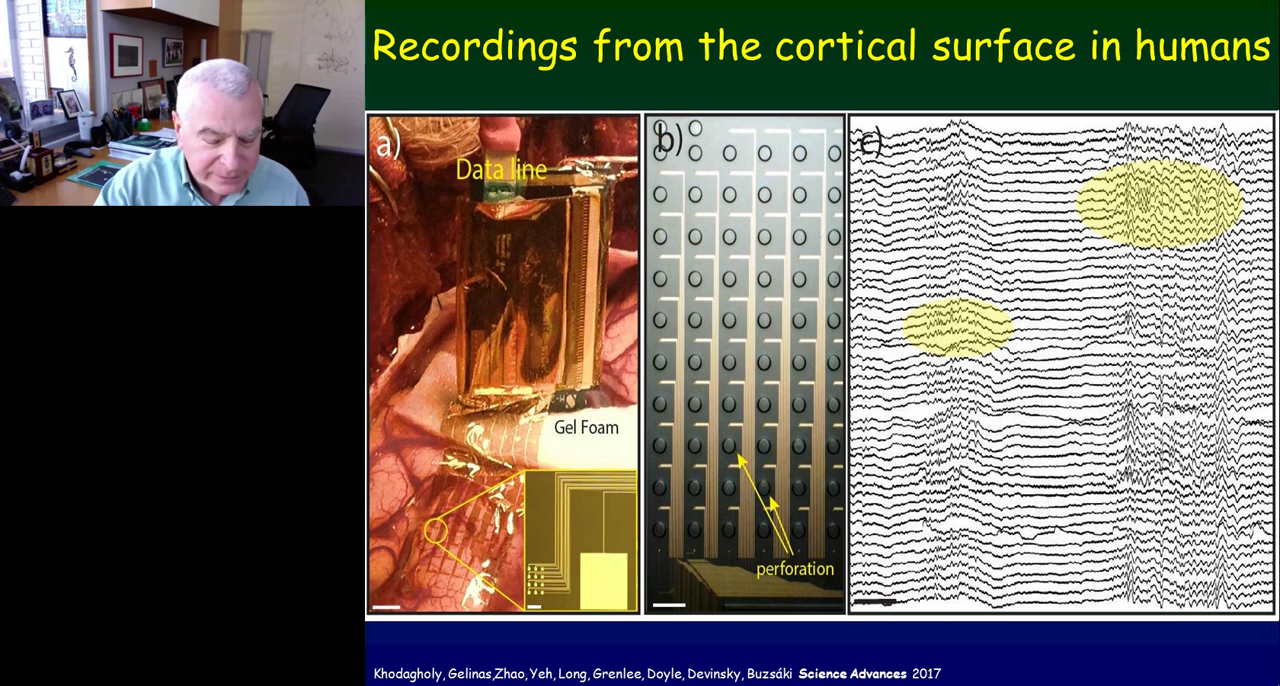 Recordings from the cortical surface in humans
a)
Data line
Gel Foam
b)
perforation
c)
Khodagholy, Gelinas,Zhao, Yeh, Long, Grenlee, Doyle, Devinsky, Buzsáki Science Advances 2017